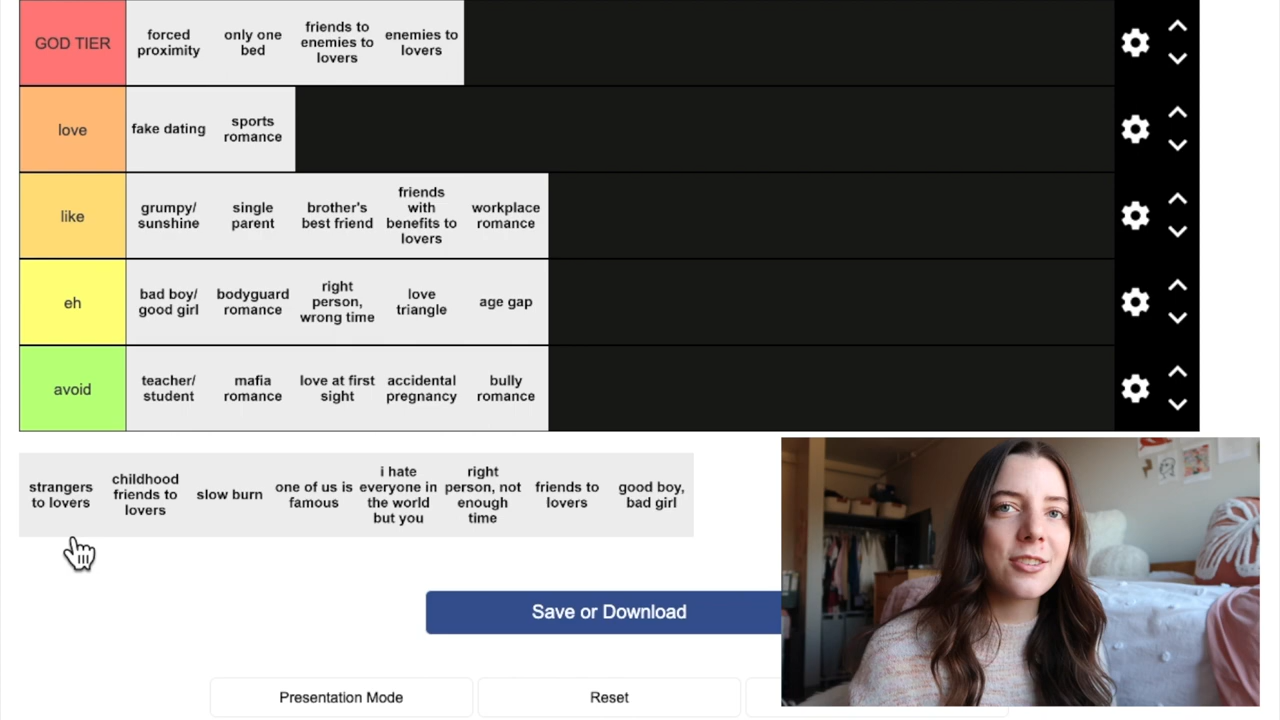 GOD TIER
forced
proximity
only one
bed
friends to
enemies to
lovers
enemies to
lovers
love
fake dating
sports
romance
like
grumpy/
sunshine
single
parent
brother's
best friend
friends
with
benefits to
lovers
workplace
romance
eh
bad boy/
good girl
bodyguard
romance
right
person,
wrong time
love
triangle
age gap
avoid
teacher/
student
mafia
romance
love at first
sight
accidental
pregnancy
bully
romance
strangers
to lovers
childhood
friends to
lovers
slow burn
one of us is
famous
i hate
everyone in
the world
but you
right
person, not
enough
time
friends to
lovers
good boy,
bad girl
Save or Download
Presentation Mode
Reset